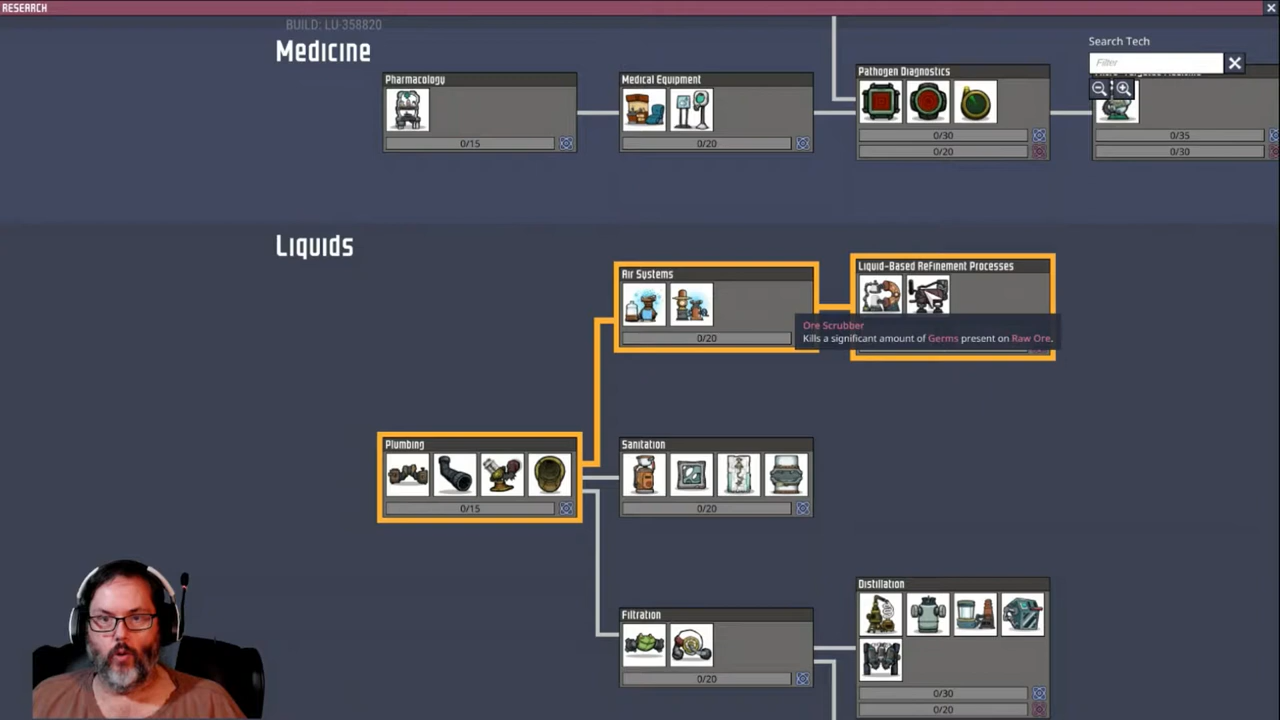 RESEARCH
BUILD: LU-358820
Medicine
Search Tech
Filter
Pharmacology
0/15
Medical Equipment
0/20
Pathogen Diagnostics
0/30
0/20
0/35
0/30
Liquids
Air Systems
0/20
Liquid-Based Refinement Processes
Ore Scrubber
Kills a significant amount of Germs present on Raw Ore.
Plumbing
0/15
Sanitation
0/20
Filtration
0/20
Distillation
0/30
0/20